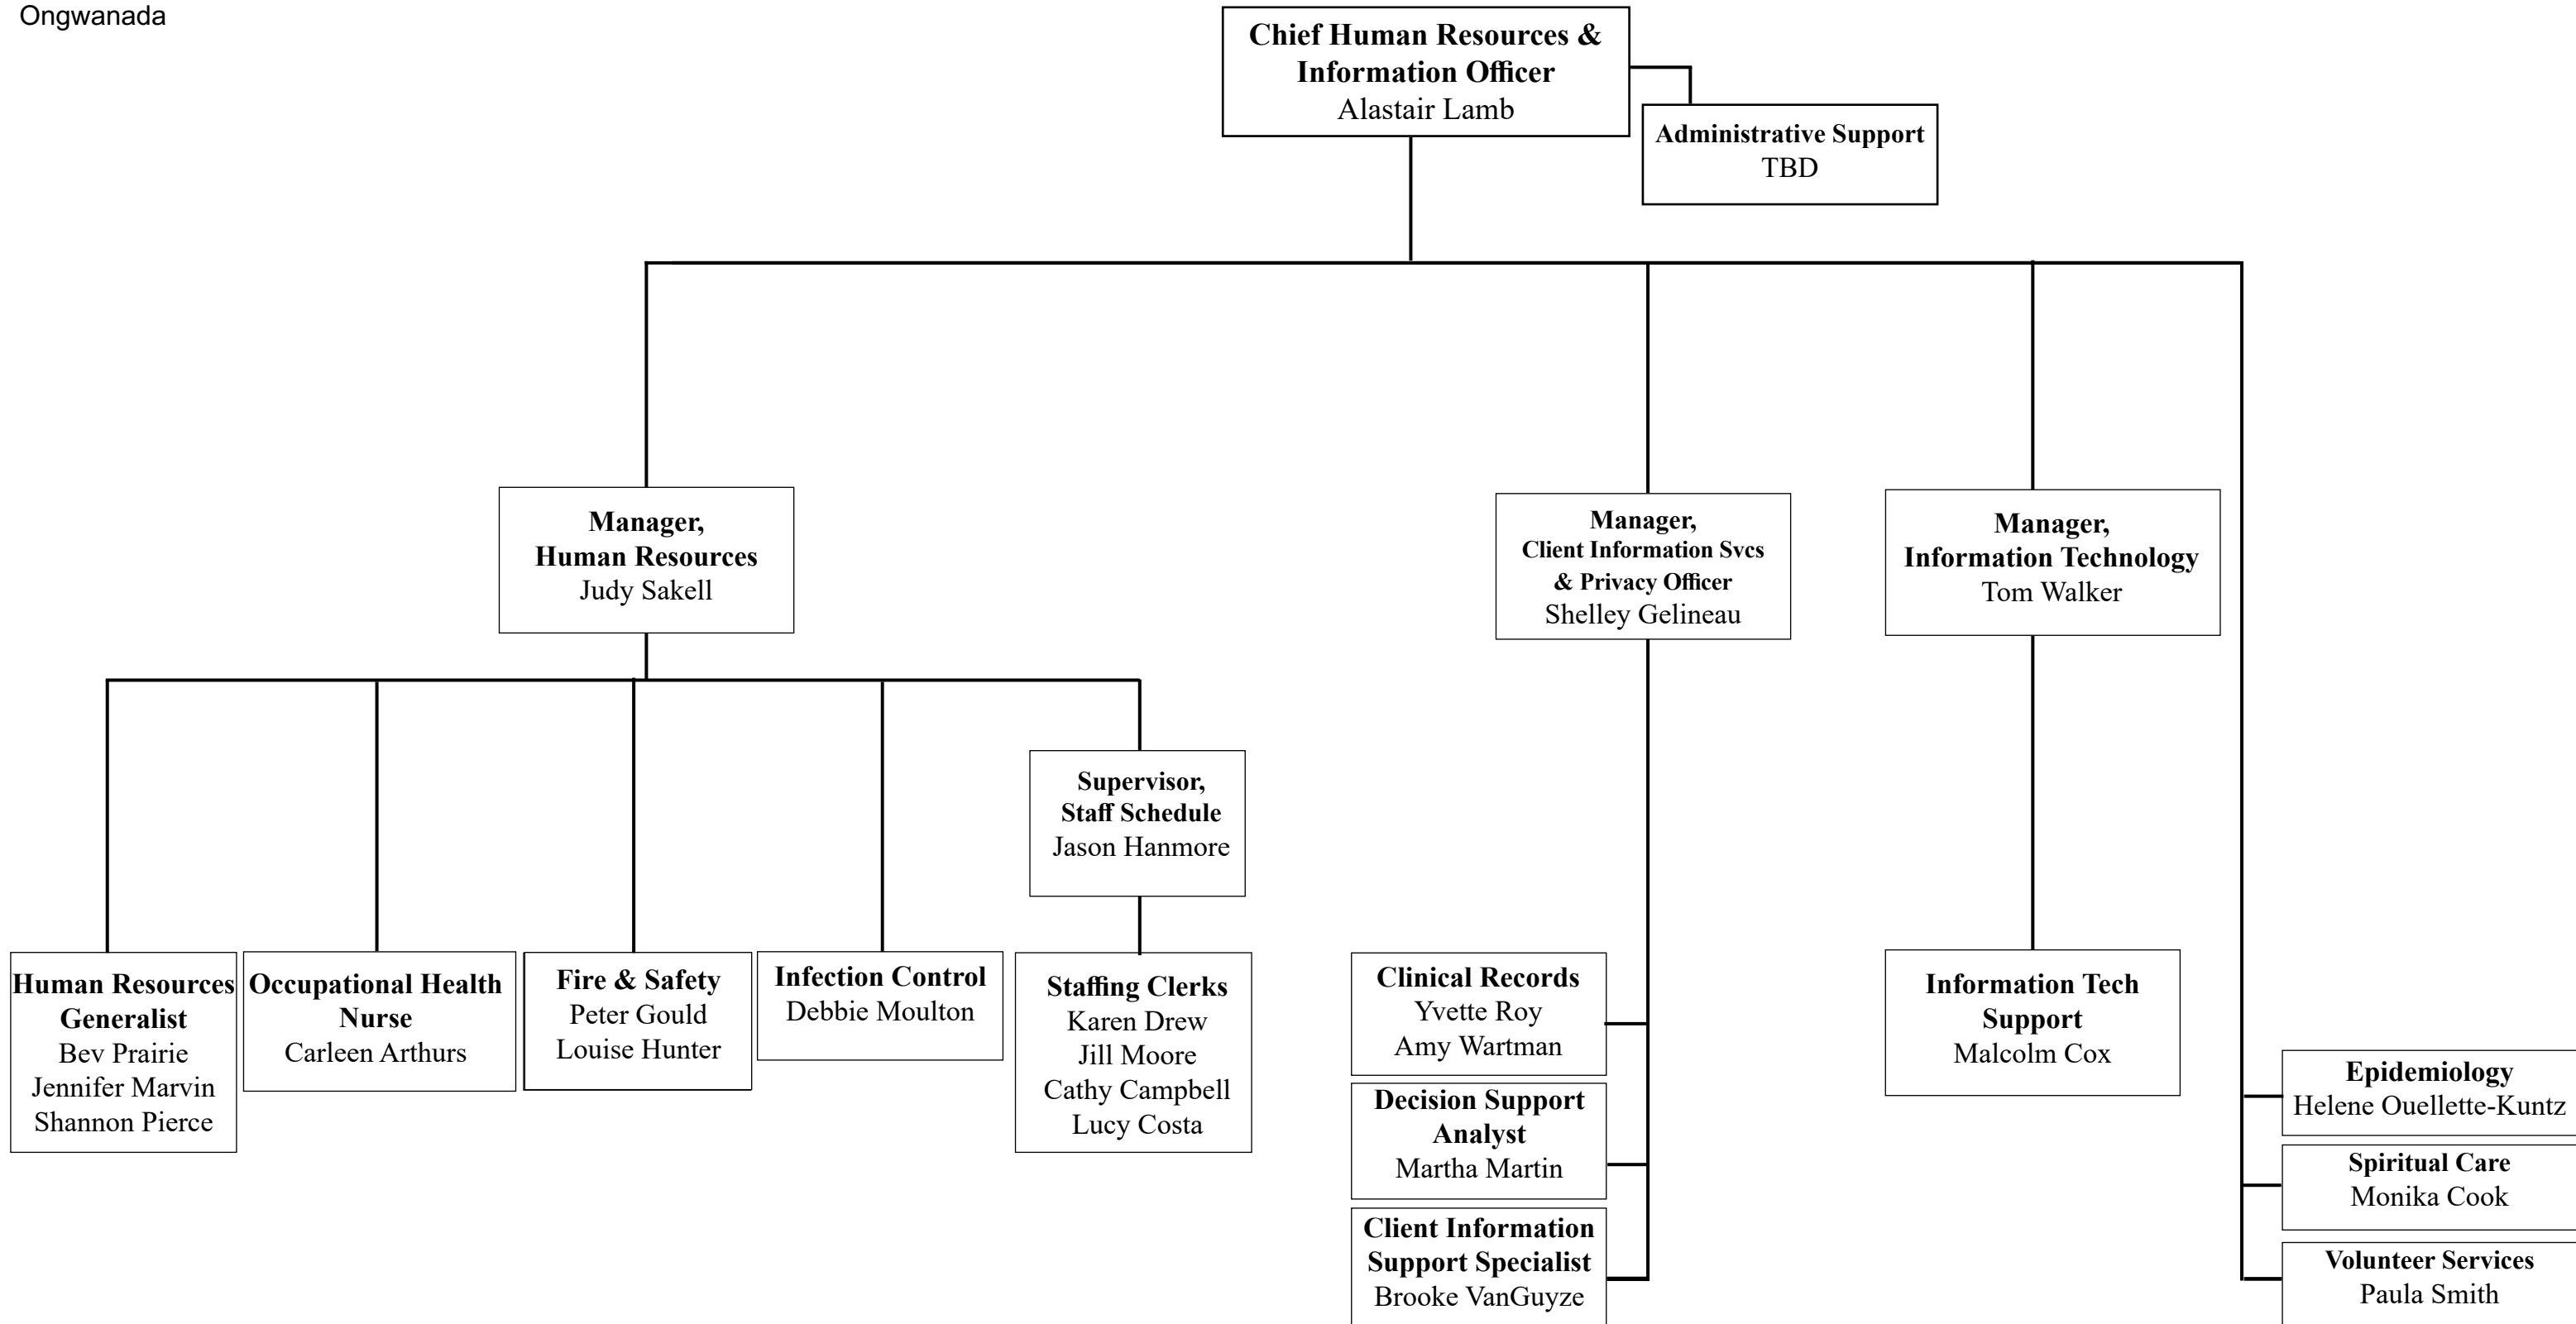 Ongwanada
Chief Human Resources &
Information Officer
Alastair Lamb
Administrative Support
TBD
Manager,
Human Resources
Judy Sakell
Manager,
Client Information Svcs
& Privacy Officer
Shelley Gelineau
Manager,
Information Technology
Tom Walker
Supervisor,
Staff Schedule
Jason Hanmore
Human Resources
Generalist
Bev Prairie
Jennifer Marvin
Shannon Pierce
Occupational Health
Nurse
Carleen Arthurs
Fire & Safety
Peter Gould
Louise Hunter
Infection Control
Debbie Moulton
Staffing Clerks
Karen Drew
Jill Moore
Cathy Campbell
Lucy Costa
Clinical Records
Yvette Roy
Amy Wartman
Decision Support
Analyst
Martha Martin
Client Information
Support Specialist
Brooke VanGuyze
Information Tech
Support
Malcolm Cox
Epidemiology
Helene Ouellette-Kuntz
Spiritual Care
Monika Cook
Volunteer Services
Paula Smith